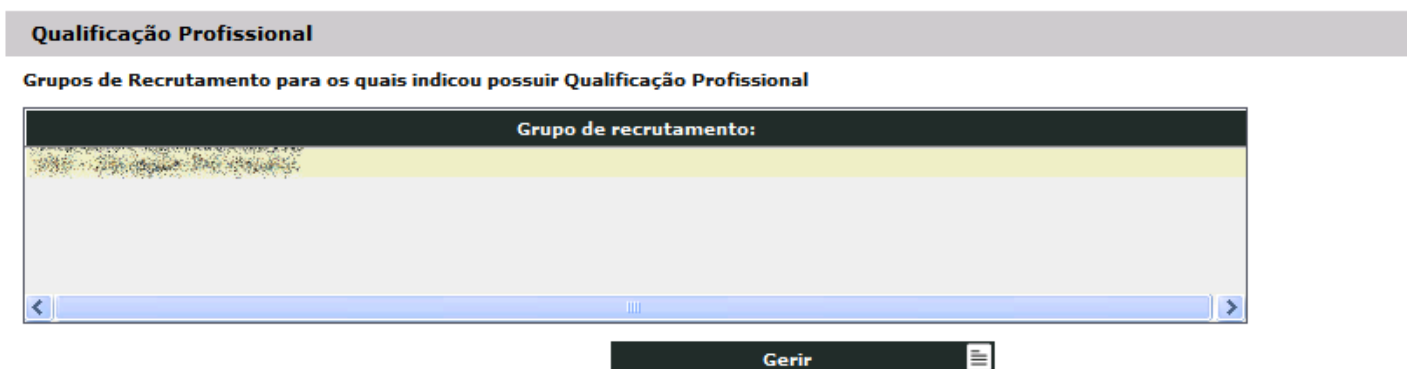 Qualificação Profissional
Grupos de Recrutamento para os quais indicou possuir Qualificação Profissional
Grupo de recrutamento:
Gerir